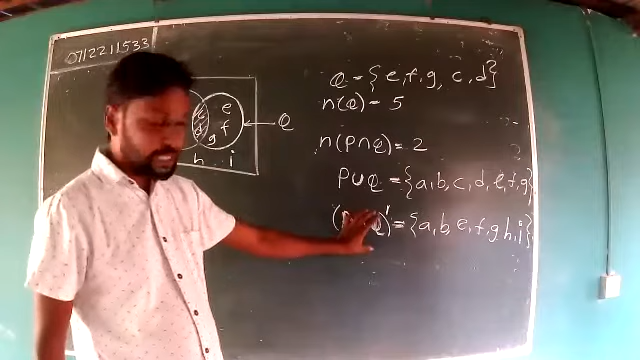 0712211533
e
f
g
h i
Q
Q = {e, f, g, c, d}
n(Q) = 5
n(P∩Q) = 2
P∪Q = {a, b, c, d, e, f, g}
Q)' = {a, b, e, f, g, h, i}